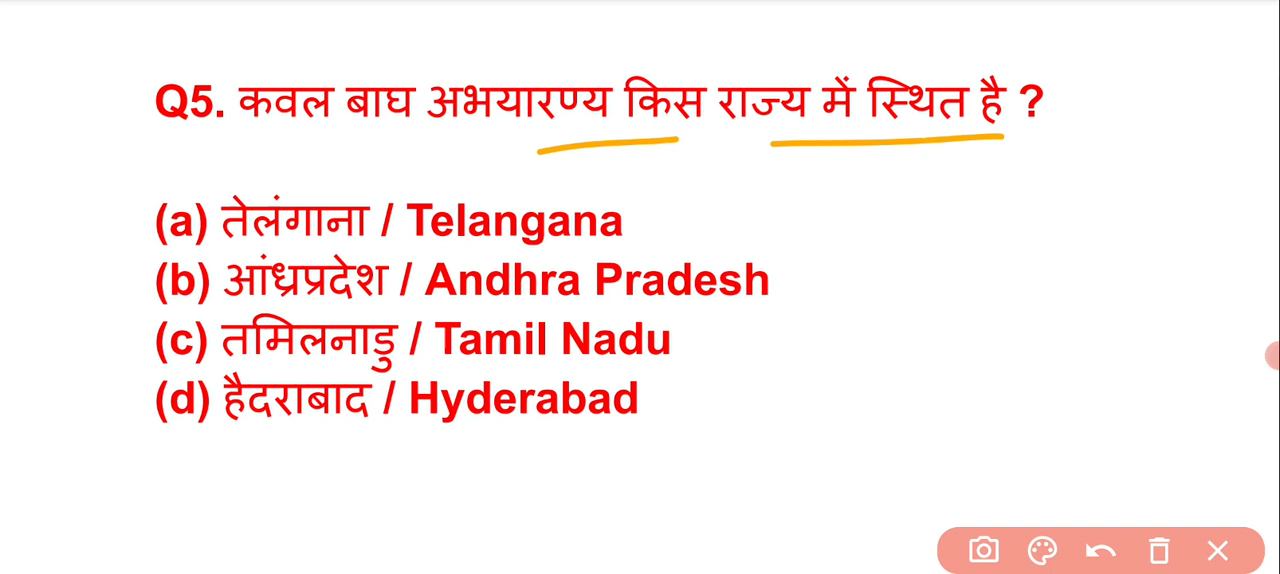 Q5. कवल बाघ अभयारण्य किस राज्य में स्थित है ?
(a) तेलंगाना / Telangana
(b) आंध्रप्रदेश / Andhra Pradesh
(c) तमिलनाडु / Tamil Nadu
(d) हैदराबाद / Hyderabad